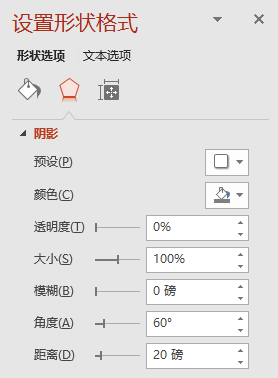 设置形状格式
形状选项 文本选项
阴影
预设(P)
颜色(C)
透明度(T) 0%
大小(S) 100%
模糊(B) 0 磅
角度(A) 60°
距离(D) 20 磅